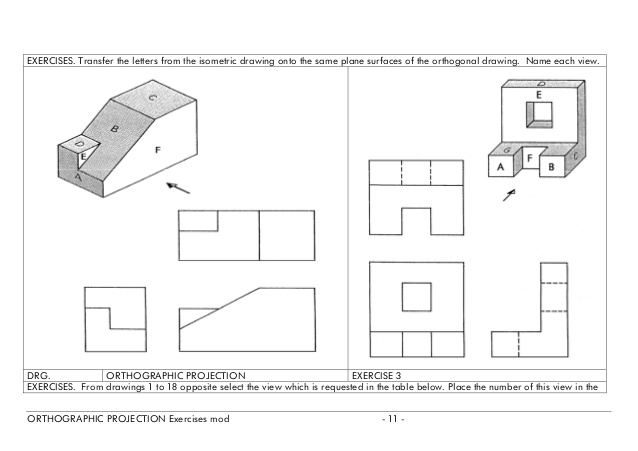 EXERCISES. Transfer the letters from the isometric drawing onto the same plane surfaces of the orthogonal drawing. Name each view.
C
B
D
E
A
F
D
E
G
F
A
B
C
DRG.
ORTHOGRAPHIC PROJECTION
EXERCISE 3
EXERCISES. From drawings 1 to 18 opposite select the view which is requested in the table below. Place the number of this view in the
ORTHOGRAPHIC PROJECTION Exercises mod
- 11 -